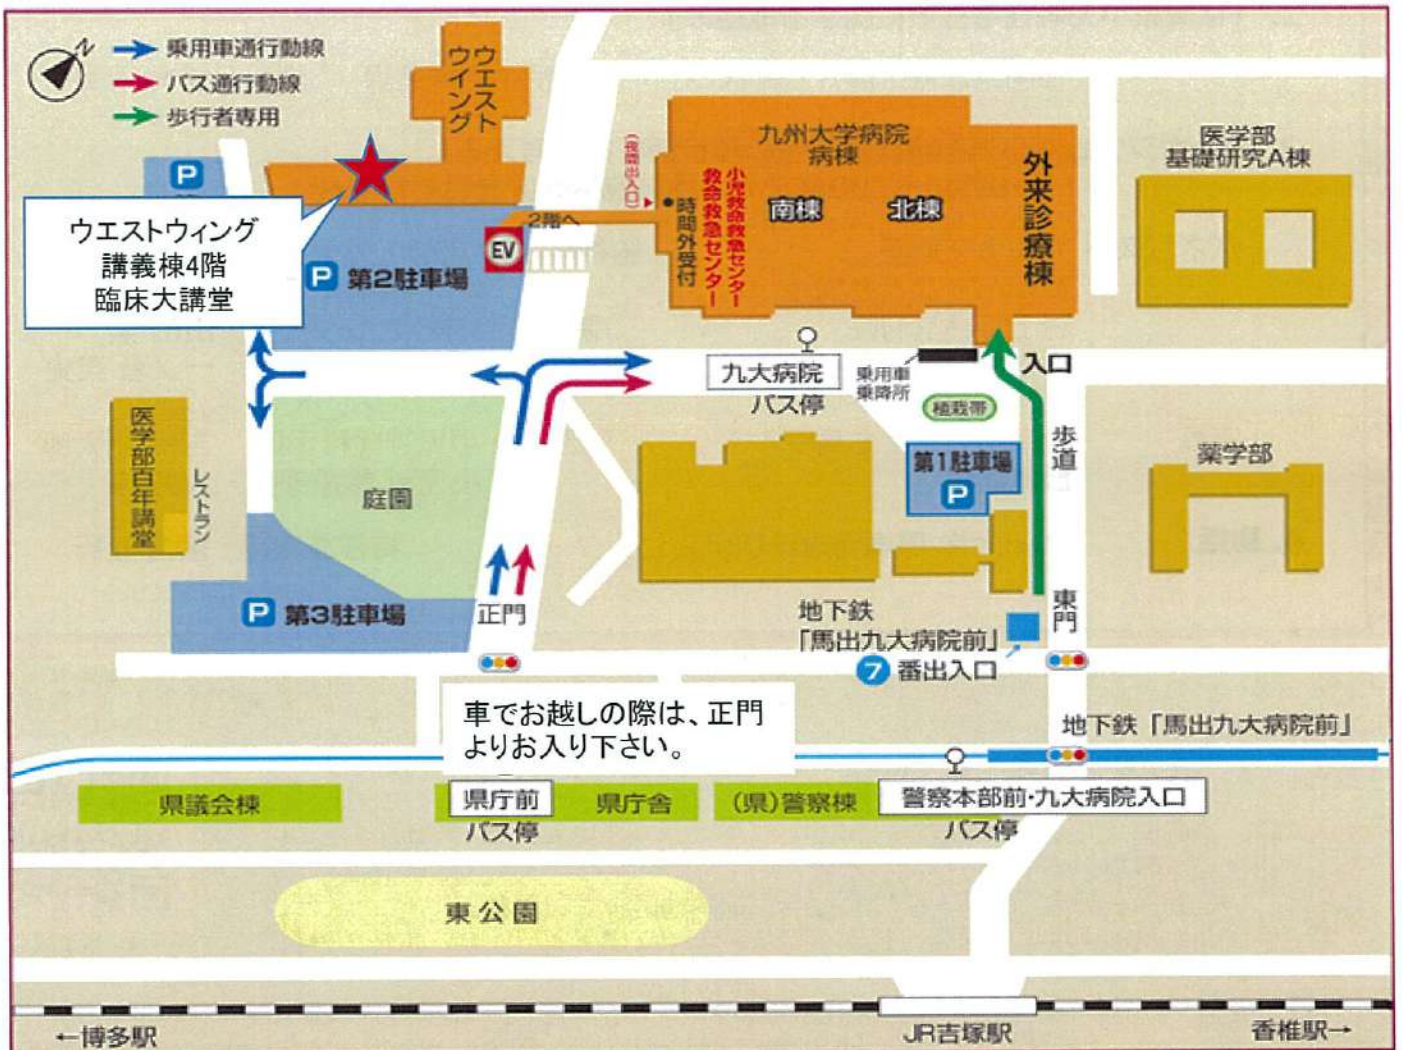 N
乗用車通行動線
バス通行動線
歩行者専用
ウエスト
ウイング
P
ウエストウィング
講義棟4階
臨床大講堂
P 第2駐車場
EV
2階へ
(夜間出入口)
時間外受付
救命救急センター
小児救命救急センター
九州大学病院
病棟
南棟
北棟
外来診療棟
医学部
基礎研究A棟
九大病院
バス停
乗用車
乗降所
植栽帯
入口
第1駐車場
P
歩道
薬学部
医学部百年講堂
レストラン
庭園
P 第3駐車場
正門
地下鉄
「馬出九大病院前」
7 番出入口
東門
車でお越しの際は、正門
よりお入り下さい。
地下鉄「馬出九大病院前」
県議会棟
県庁前
バス停
県庁舎
(県)警察棟
警察本部前・九大病院入口
バス停
東公園
←博多駅
JR吉塚駅
香椎駅→